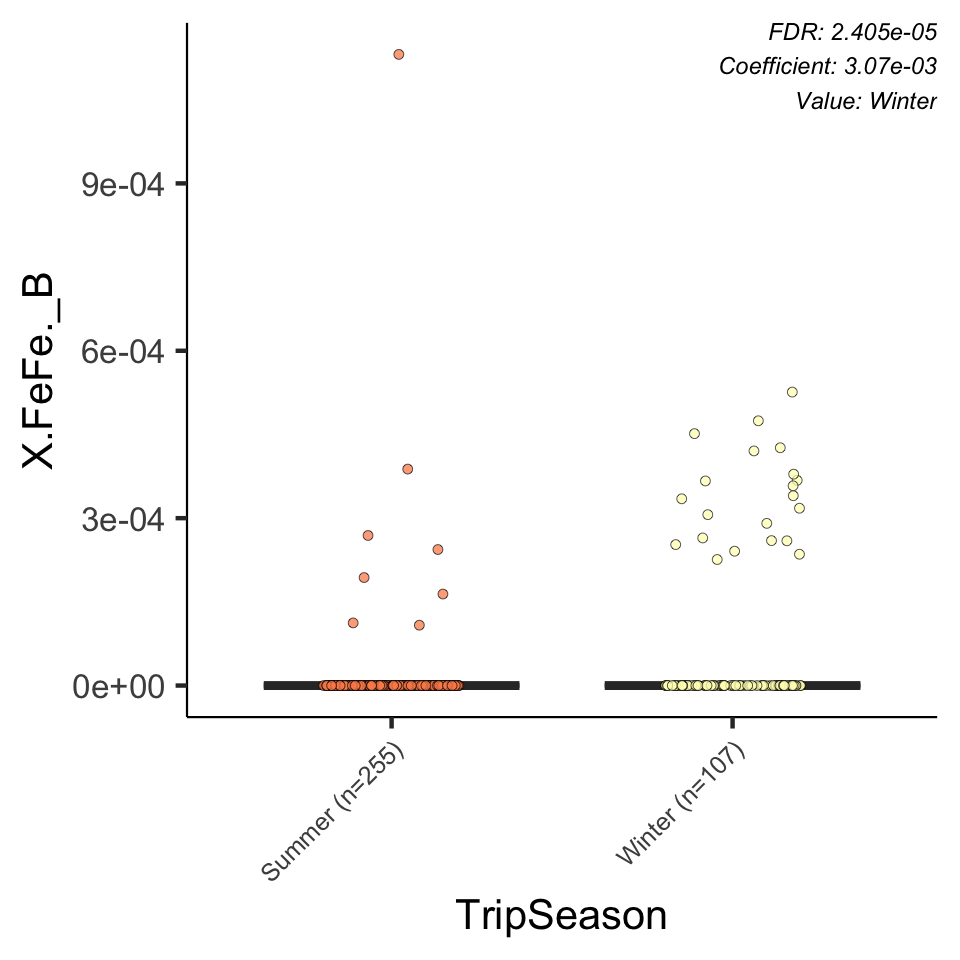 FDR: 2.405e-05
Coefficient: 3.07e-03
Value: Winter
X.FeFe._B
9e-04
6e-04
3e-04
0e+00
Summer (n=255)
Winter (n=107)
TripSeason